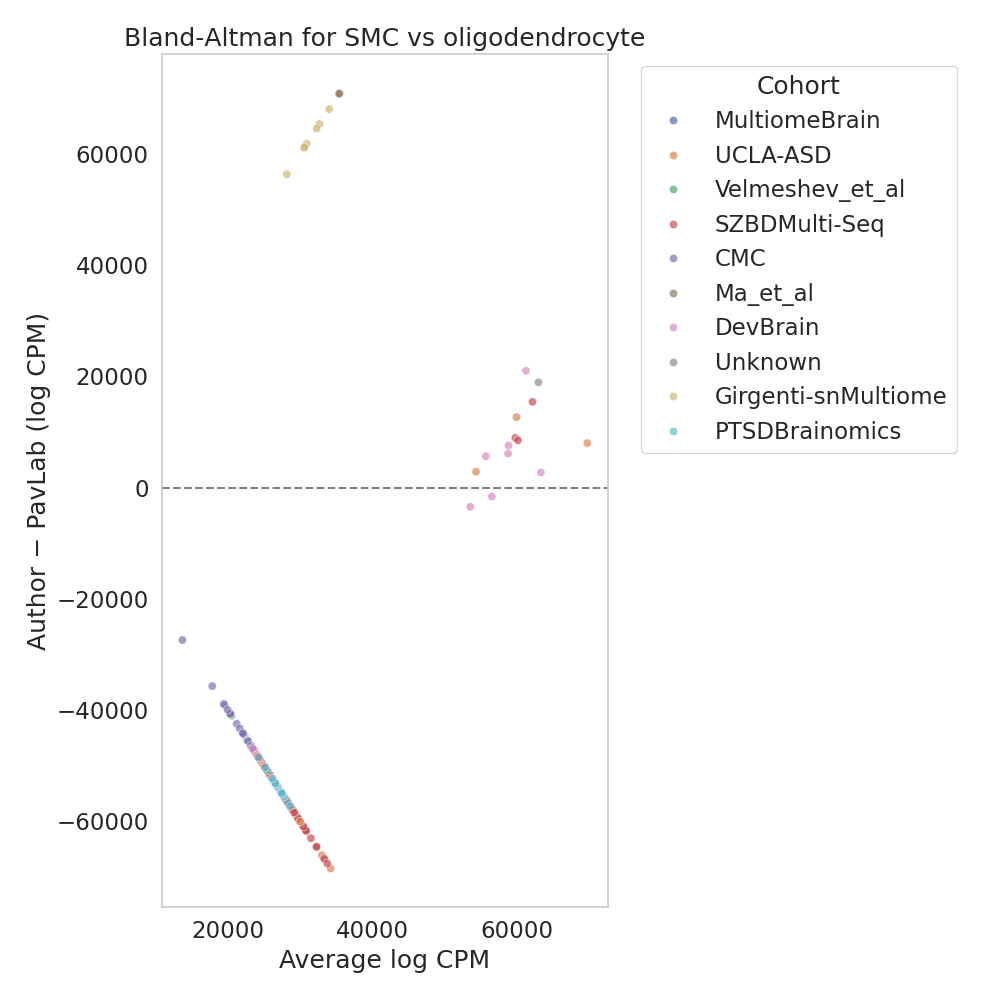 Bland-Altman for SMC vs oligodendrocyte
Author − PavLab (log CPM)
60000
40000
20000
0
−20000
−40000
−60000
20000
40000
60000
Average log CPM
Cohort
MultiomeBrain
UCLA-ASD
Velmeshev_et_al
SZBDMulti-Seq
CMC
Ma_et_al
DevBrain
Unknown
Girgenti-snMultiome
PTSDBrainomics